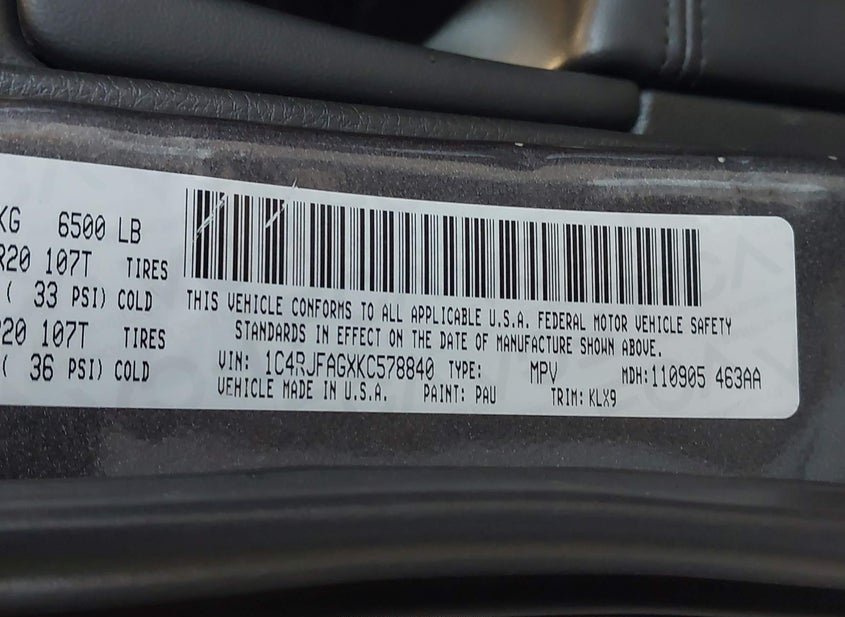 KG 6500 LB
R20 107T TIRES
( 33 PSI) COLD
R20 107T TIRES
( 36 PSI) COLD
THIS VEHICLE CONFORMS TO ALL APPLICABLE U.S.A. FEDERAL MOTOR VEHICLE SAFETY
STANDARDS IN EFFECT ON THE DATE OF MANUFACTURE SHOWN ABOVE.
VIN: 1C4RJFAGXKC578840 TYPE: MPV MDH:110905 463AA
VEHICLE MADE IN U.S.A. PAINT: PAU TRIM: KLX9